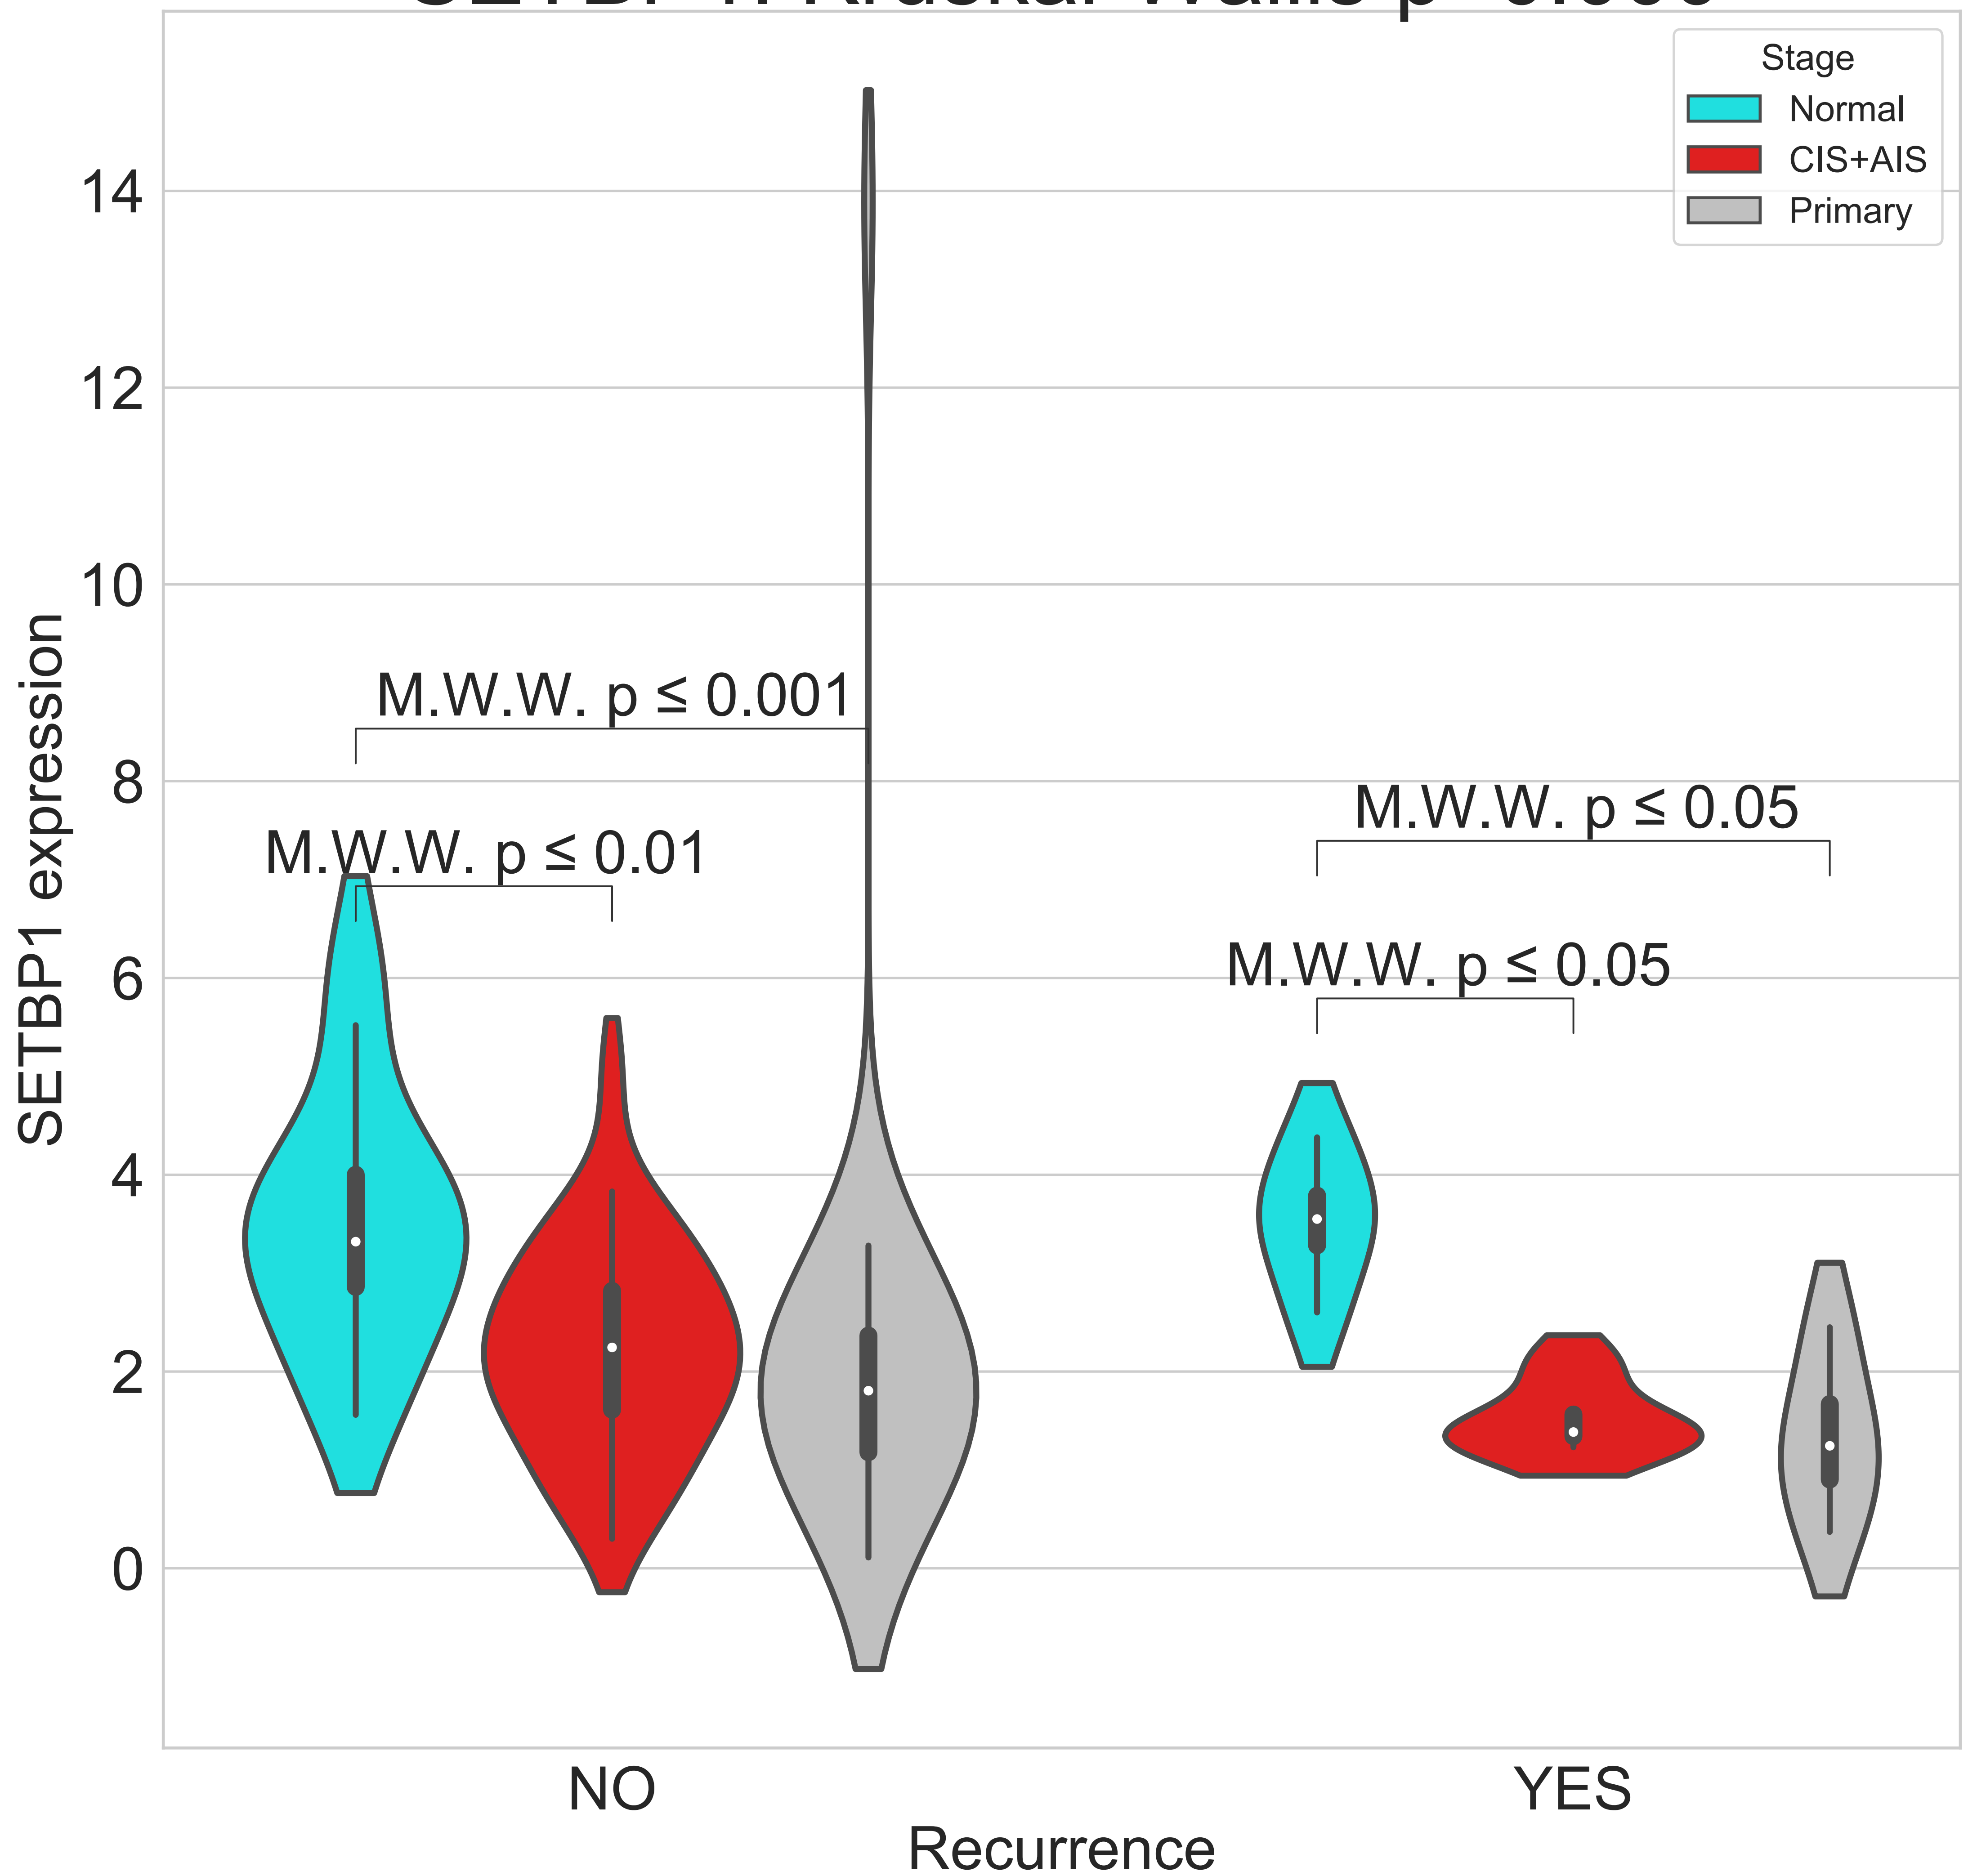 Stage
Normal
CIS+AIS
Primary
14
12
10
8
6
4
2
0
SETBP1 expression
M.W.W. p ≤ 0.001
M.W.W. p ≤ 0.01
M.W.W. p ≤ 0.05
M.W.W. p ≤ 0.05
NO
YES
Recurrence